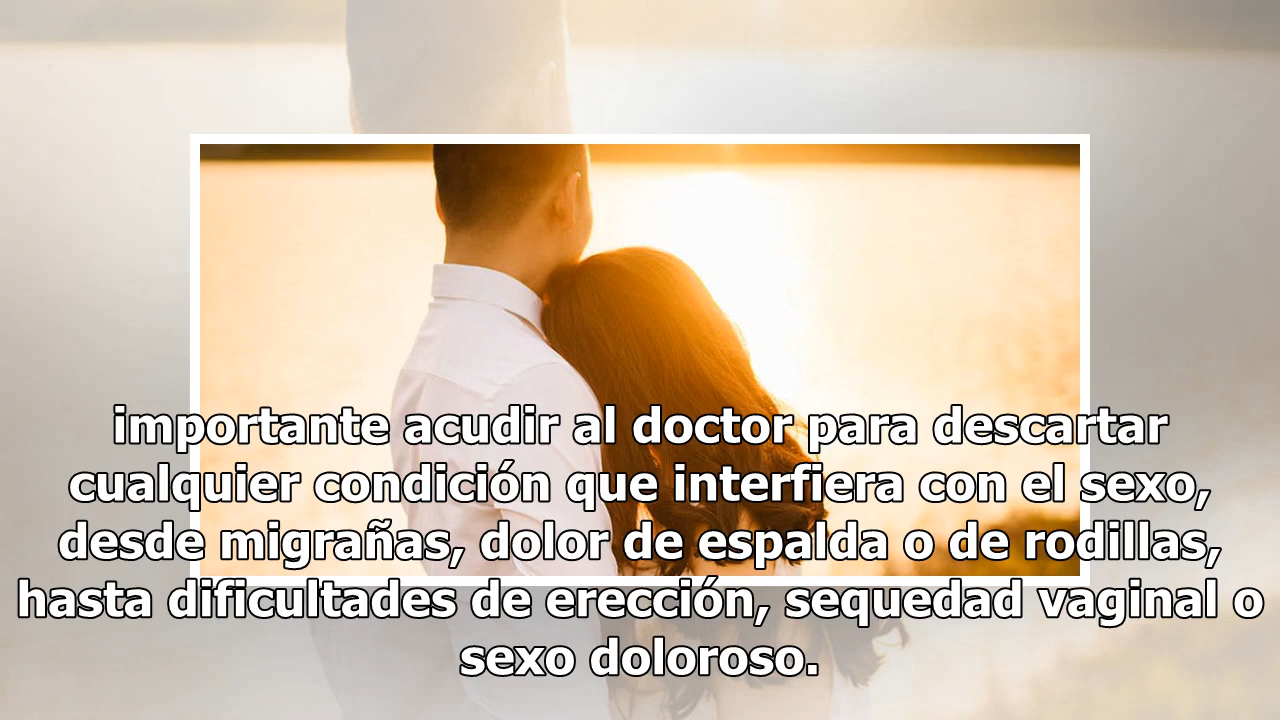 importante acudir al doctor para descartar
cualquier condición que interfiera con el sexo,
desde migrañas, dolor de espalda o de rodillas,
hasta dificultades de erección, sequedad vaginal o
sexo doloroso.